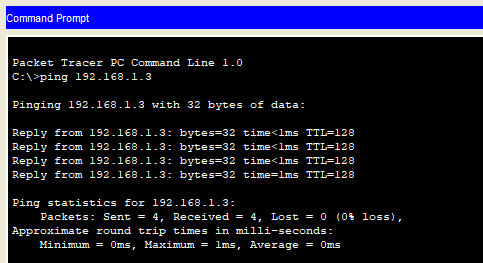 Command Prompt
Packet Tracer PC Command Line 1.0
C:\>ping 192.168.1.3
Pinging 192.168.1.3 with 32 bytes of data:
Reply from 192.168.1.3: bytes=32 time<1ms TTL=128
Reply from 192.168.1.3: bytes=32 time<1ms TTL=128
Reply from 192.168.1.3: bytes=32 time<1ms TTL=128
Reply from 192.168.1.3: bytes=32 time=1ms TTL=128
Ping statistics for 192.168.1.3:
Packets: Sent = 4, Received = 4, Lost = 0 (0% loss),
Approximate round trip times in milli-seconds:
Minimum = 0ms, Maximum = 1ms, Average = 0ms